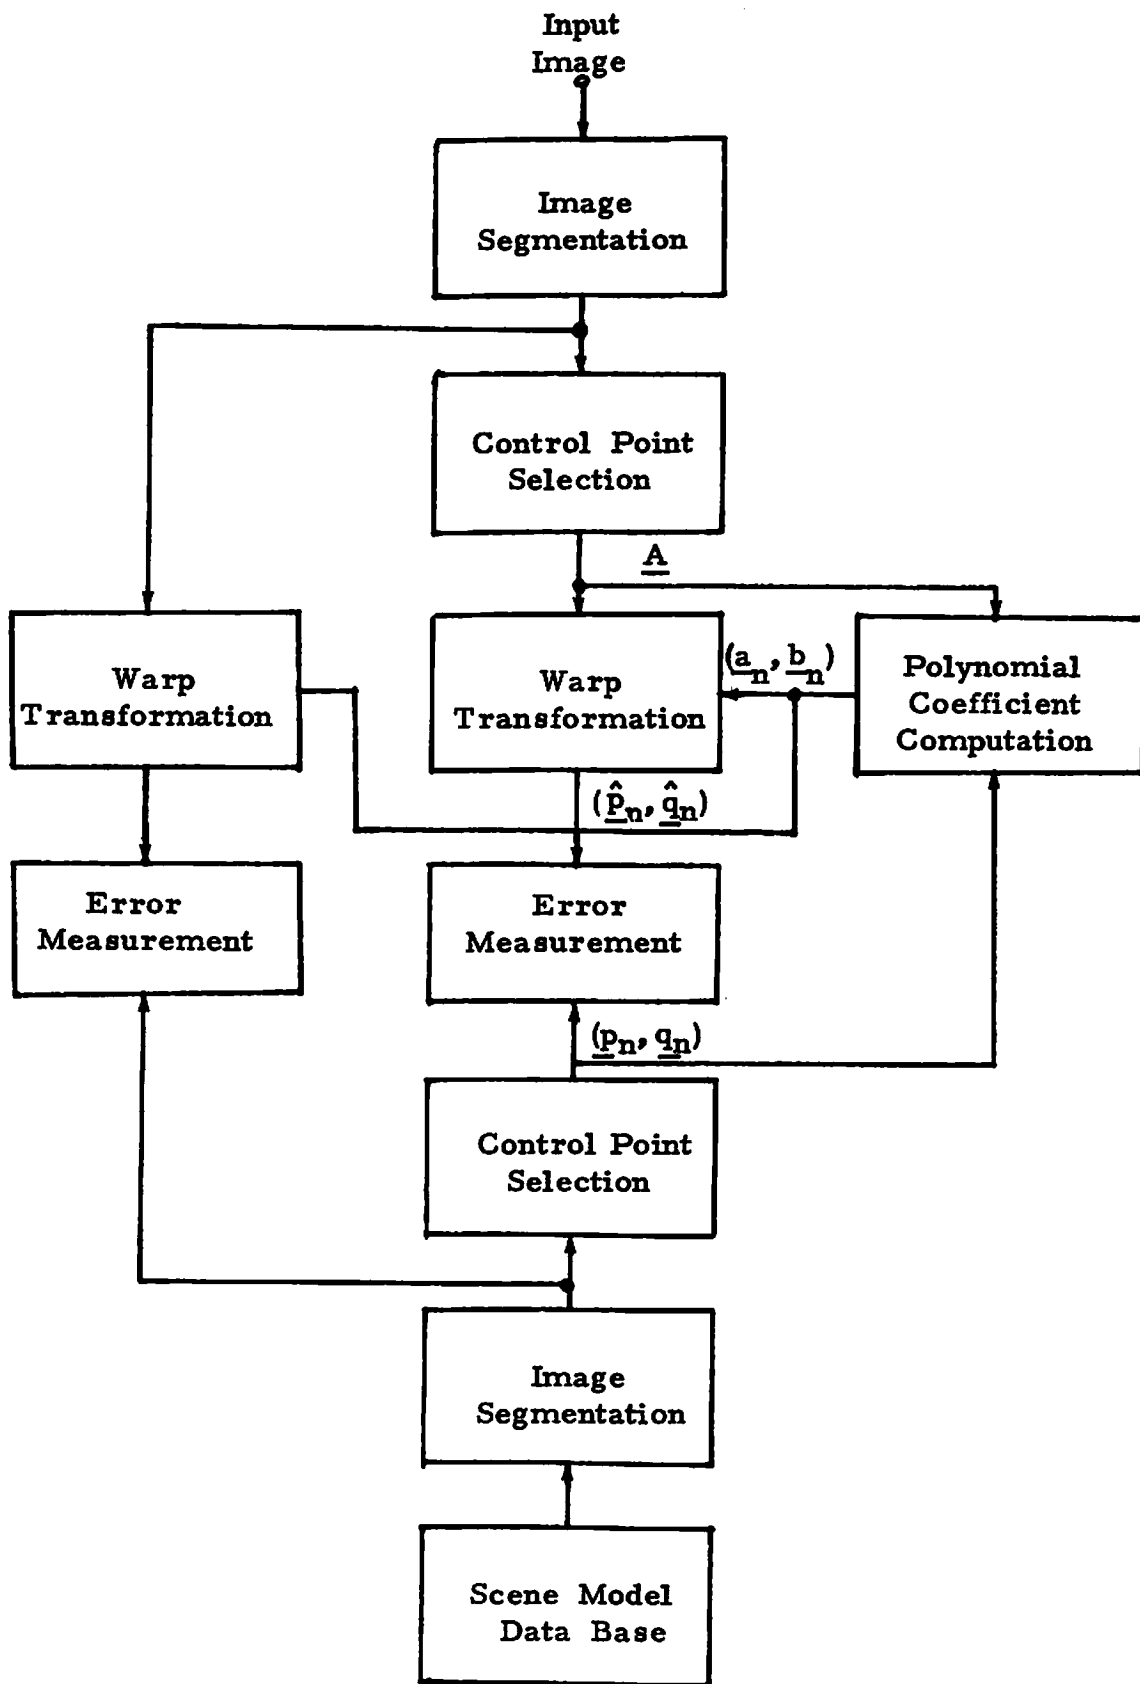 Input
Image
Image
Segmentation
Control Point
Selection
A
Warp
Transformation
Warp
Transformation
(a_n, b_n)
Polynomial
Coefficient
Computation
(p̂_n, q̂_n)
Error
Measurement
Error
Measurement
(p_n, q_n)
Control Point
Selection
Image
Segmentation
Scene Model
Data Base